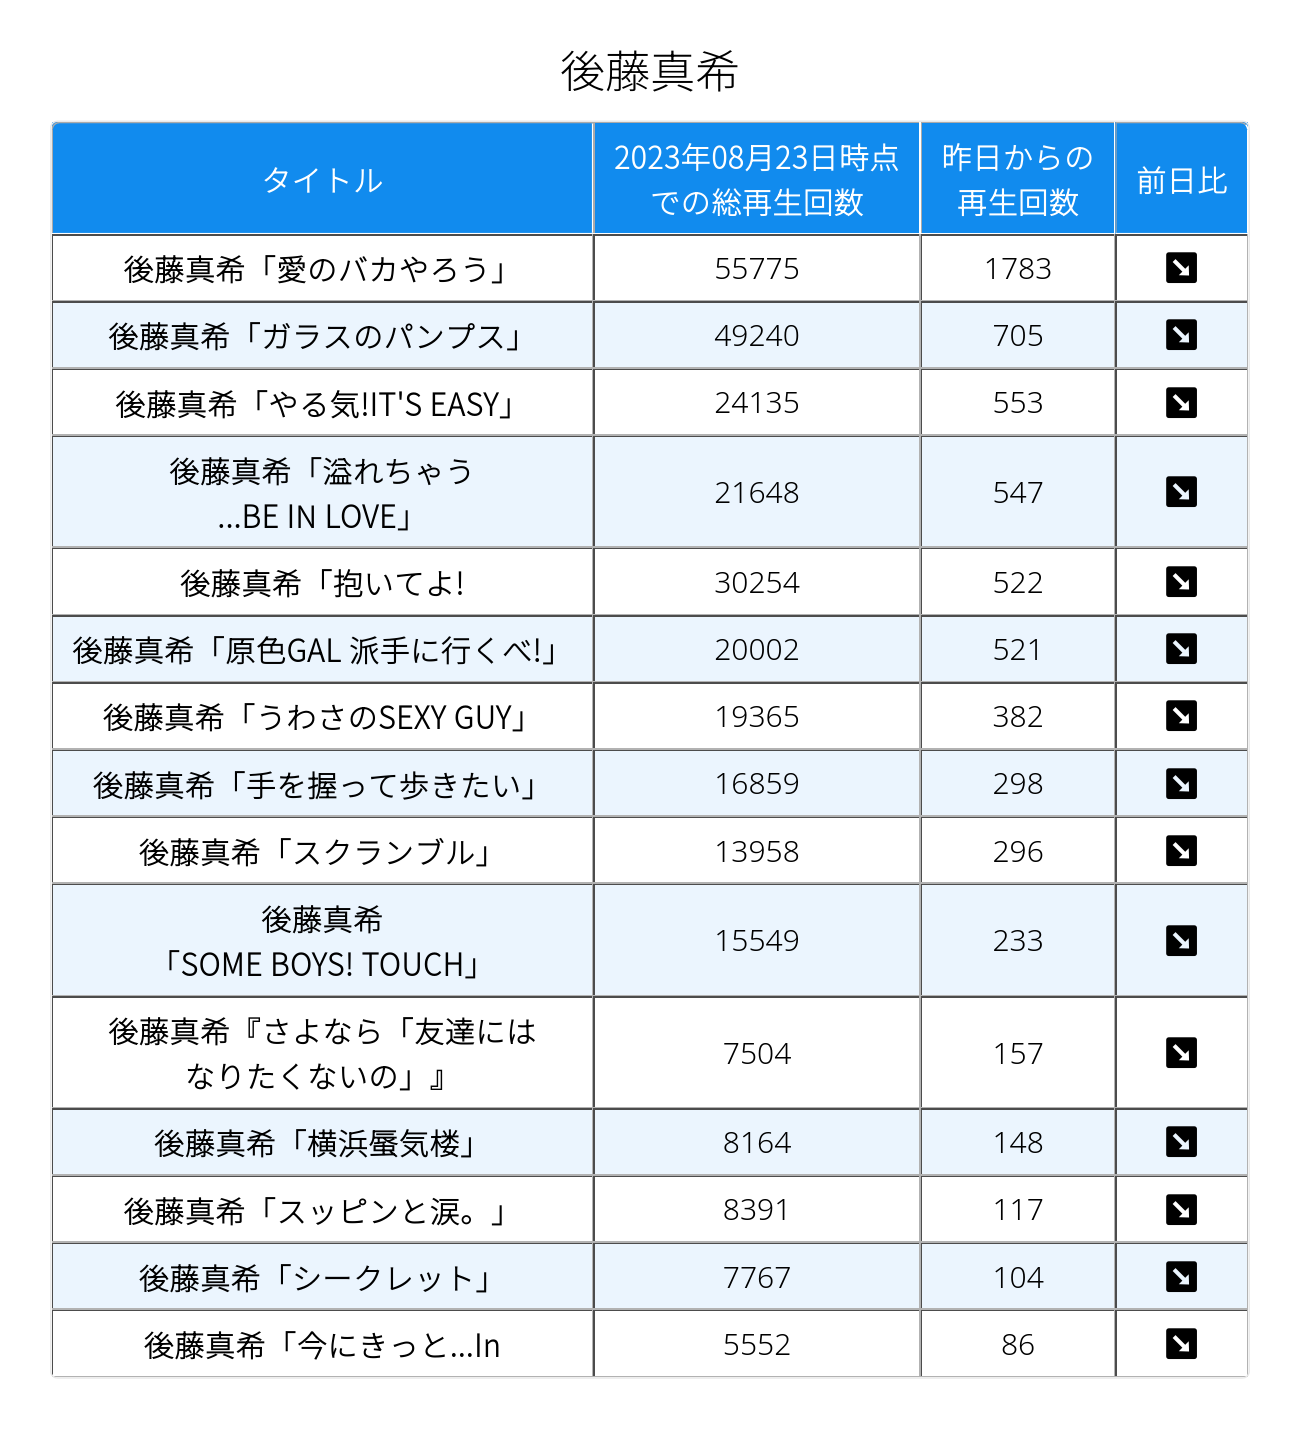 後藤真希
タイトル
2023年08月23日時点
での総再生回数
昨日からの
再生回数
前日比
後藤真希「愛のバカやろう」 55775 1783
後藤真希「ガラスのパンプス」 49240 705
後藤真希「やる気!IT'S EASY」 24135 553
後藤真希「溢れちゃう
...BE IN LOVE」
21648 547
後藤真希「抱いてよ! 30254 522
後藤真希「原色GAL 派手に行くべ!」 20002 521
後藤真希「うわさのSEXY GUY」 19365 382
後藤真希「手を握って歩きたい」 16859 298
後藤真希「スクランブル」 13958 296
後藤真希
「SOME BOYS! TOUCH」
15549 233
後藤真希『さよなら「友達には
なりたくないの」』
7504 157
後藤真希「横浜蜃気楼」 8164 148
後藤真希「スッピンと涙。」 8391 117
後藤真希「シークレット」 7767 104
後藤真希「今にきっと...In 5552 86